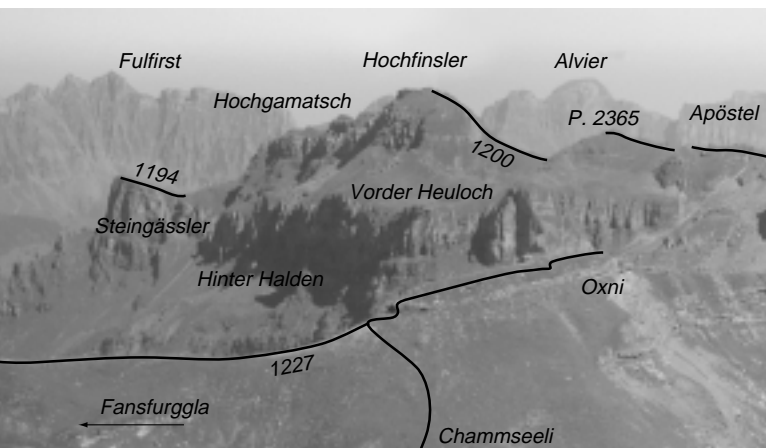 Fulfirst
Hochfinsler
Alvier
Hochgamatsch
P. 2365
Apöstel
1194
1200
Vorder Heuloch
Steingässler
Hinter Halden
Oxni
1227
Fansfurggla
Chammseeli